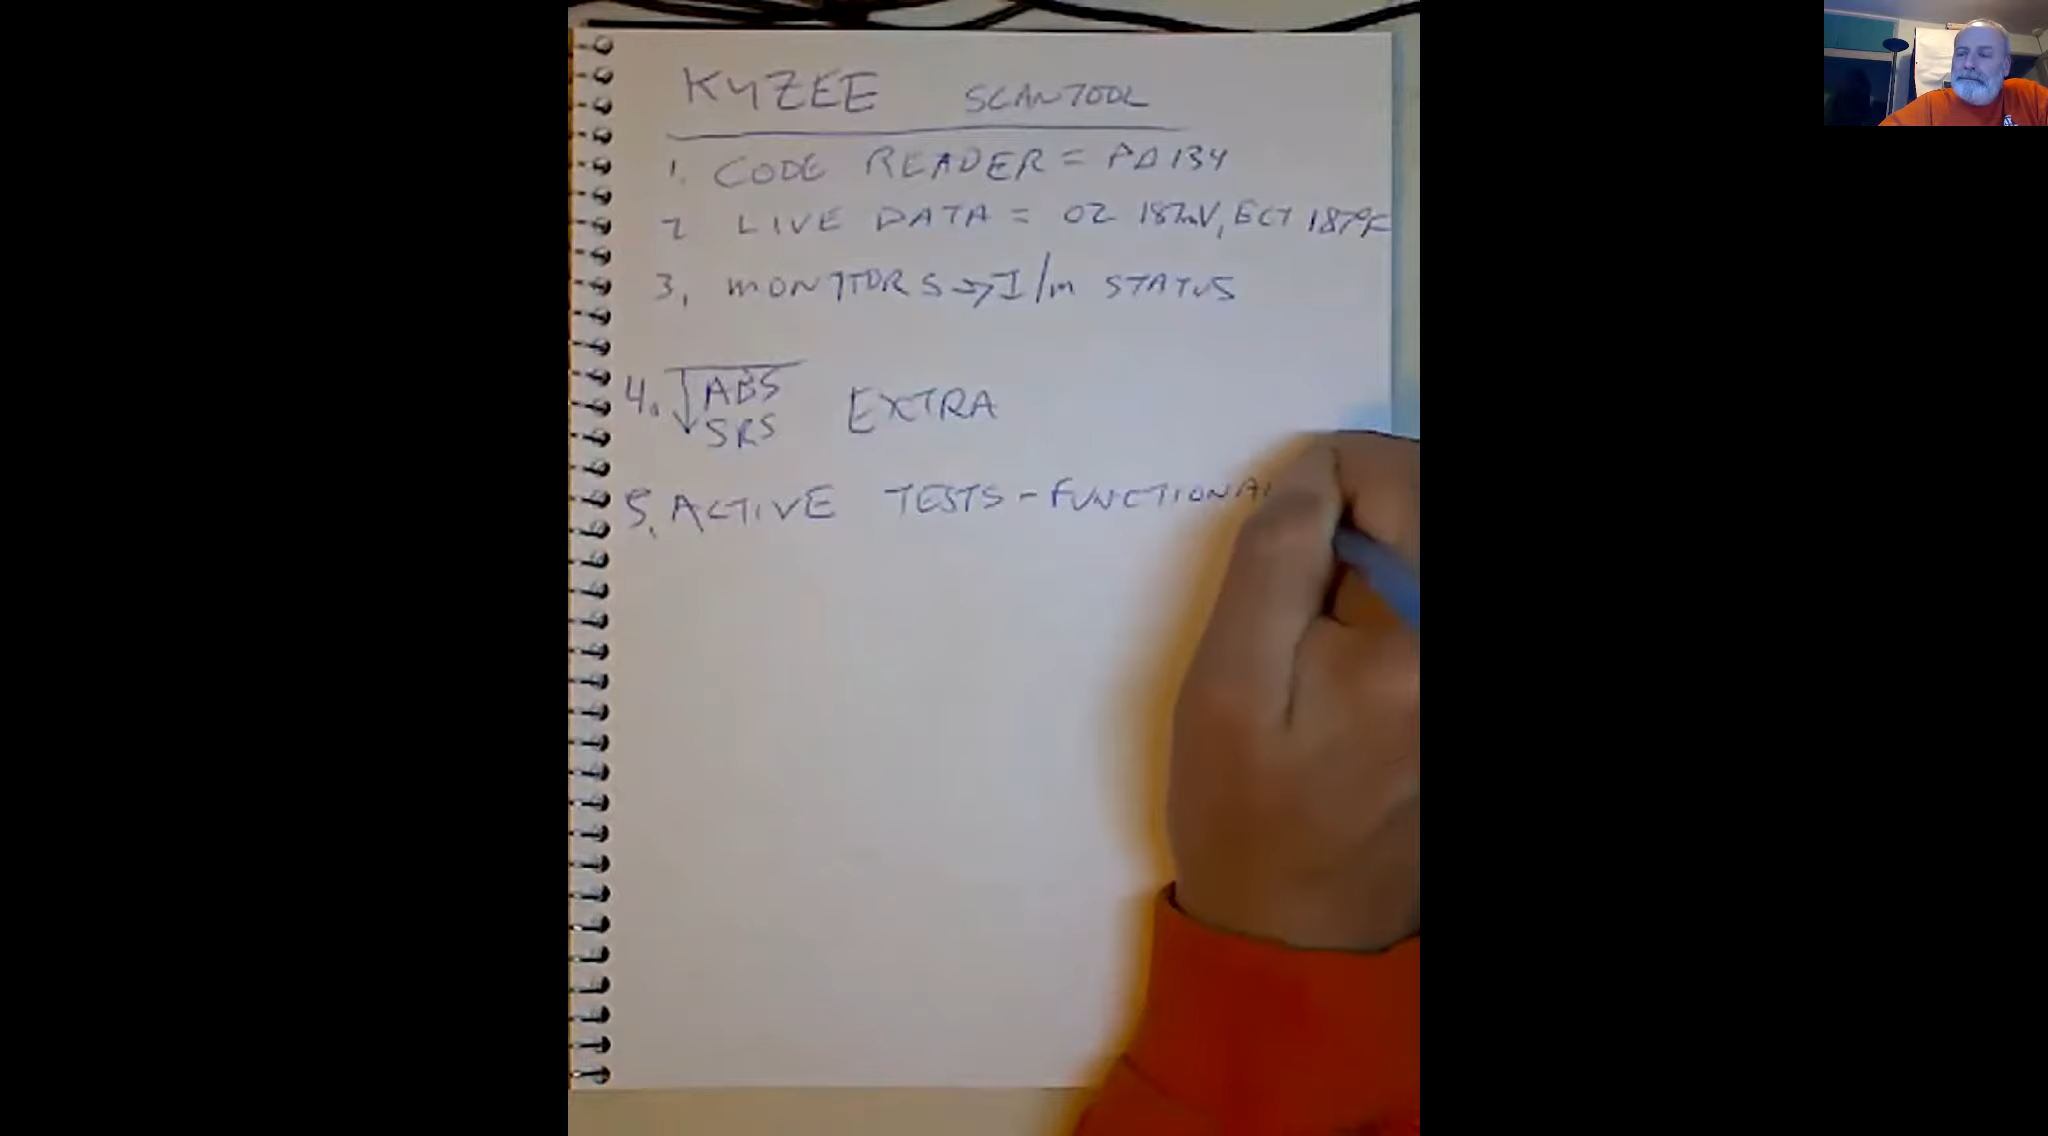 KYZEE SCANTOOL
1. CODE READER = P0134
2 LIVE DATA = O2 187mV, ECT 187°F
3, MONITORS → I/M STATUS
4. ABS
SRS EXTRA
5. ACTIVE TESTS - FUNCTIONAL